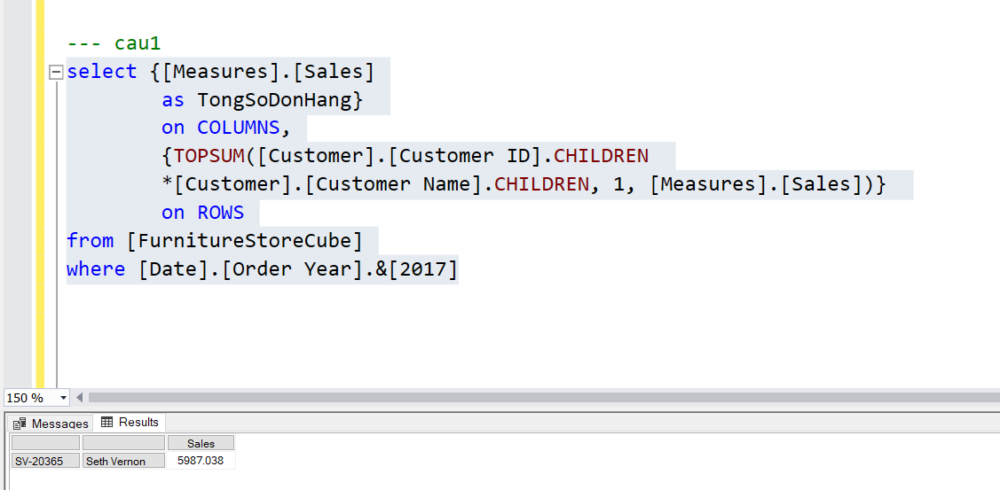 --- cau1
select {[Measures].[Sales]
as TongSoDonHang}
on COLUMNS,
{TOPSUM([Customer].[Customer ID].CHILDREN
*[Customer].[Customer Name].CHILDREN, 1, [Measures].[Sales])}
on ROWS
from [FurnitureStoreCube]
where [Date].[Order Year].&[2017]
150 %
Messages Results
Sales
SV-20365 Seth Vernon 5987.038